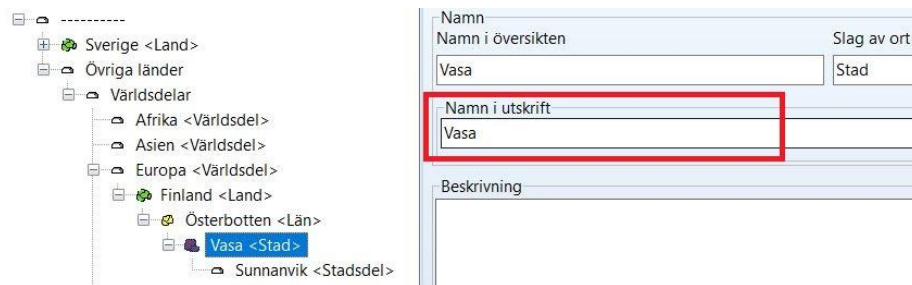 ----------
Sverige <Land>
Övriga länder
Världsdelar
Afrika <Världsdel>
Asien <Världsdel>
Europa <Världsdel>
Finland <Land>
Österbotten <Län>
Vasa <Stad>
Sunnanvik <Stadsdel>
Namn
Namn i översikten Slag av ort
Vasa Stad
Namn i utskrift
Vasa
Beskrivning